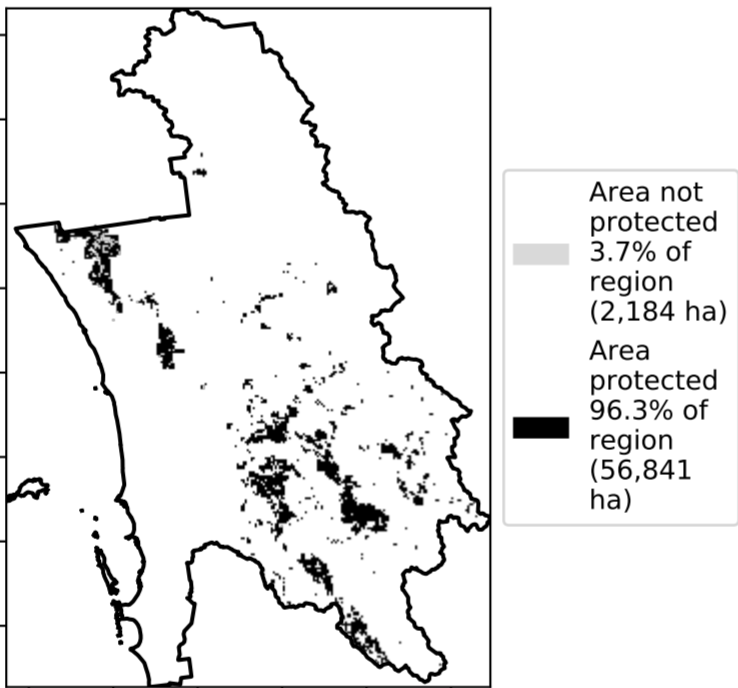 Area not
protected
3.7% of
region
(2,184 ha)
Area
protected
96.3% of
region
(56,841
ha)